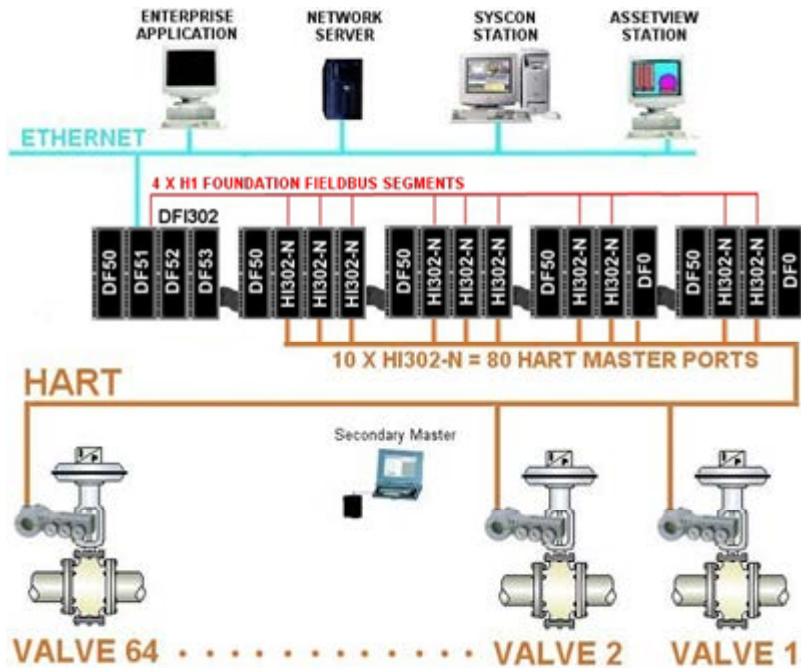 ENTERPRISE
APPLICATION
NETWORK
SERVER
SYSCON
STATION
ASSETVIEW
STATION
ETHERNET
4 X H1 FOUNDATION FIELDBUS SEGMENTS
DFI302
DF50
DF51
DF52
DF53
DF50
HI302-N
HI302-N
HI302-N
DF50
HI302-N
HI302-N
HI302-N
DF50
HI302-N
HI302-N
DF0
DF50
HI302-N
HI302-N
DF0
10 X HI302-N = 80 HART MASTER PORTS
HART
Secondary Master
I/P
I/P
I/P
VALVE 64 . . . . . . . . . . . . VALVE 2 . VALVE 1